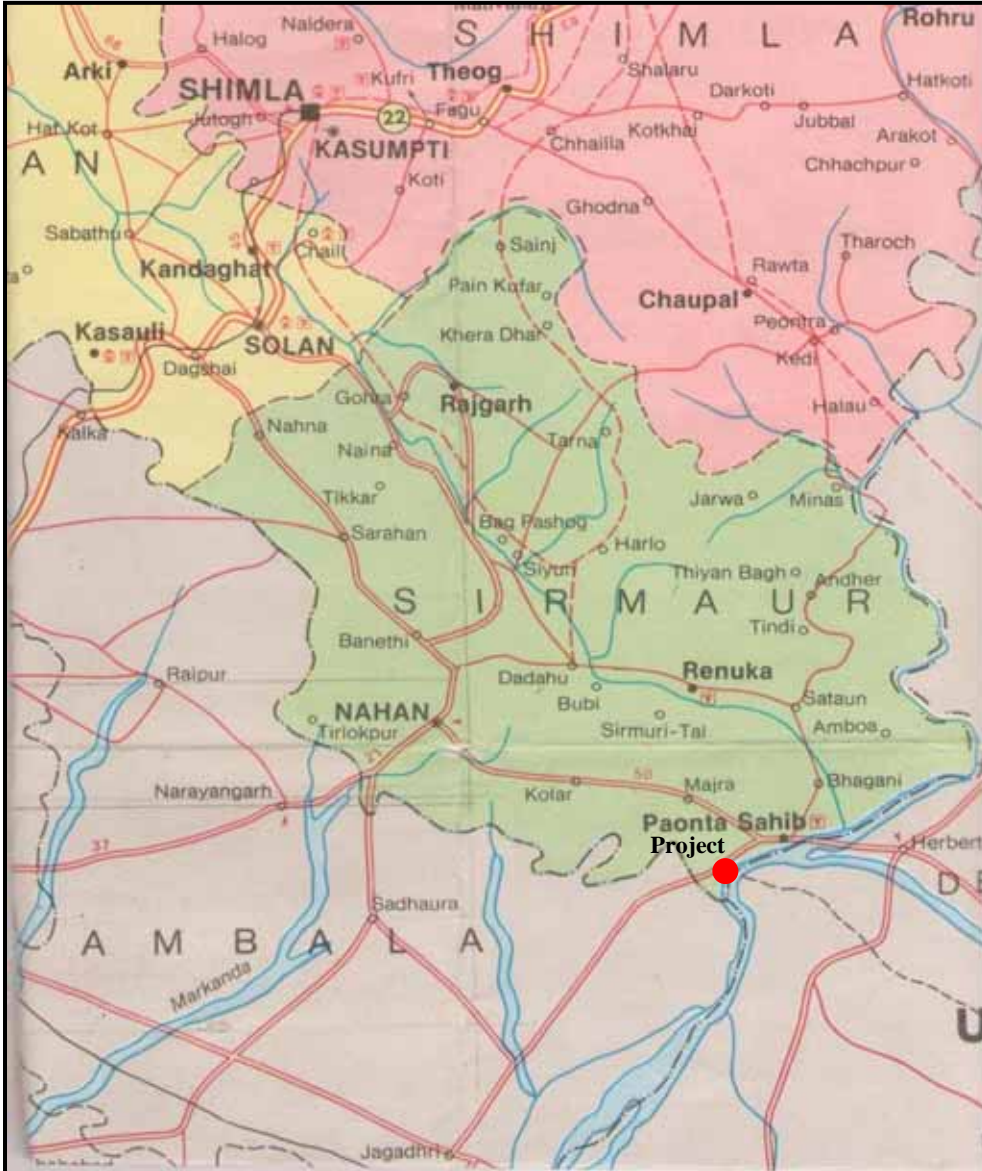 Rohru
Naldera
S H I M L A
Halog
Arki
Theog
Shalaru
Kufri
Hatkoti
SHIMLA
Darkoti
Jutogh
22
Fagu
Kotkhai
Jubbal
Hat Kot
Chhailla
Arakot
KASUMPTI
A N
Koti
Chhachpur
Ghodna
Sabathu
Chail
Sainj
Tharoch
Kandaghat
Rawta
Pain Kufar
Chaupal
Kasauli
SOLAN
Khera Dhar
Peontra
Dagshai
Kedi
Gohra
Rajgarh
Halau
Kalka
Nahna
Naina
Tarna
Tikkar
Jarwa
Minas
Sarahan
Bag Pashog
Harlo
Siyun
Thiyan Bagh
Andher
S I R M A U R
Banethi
Tindi
Raipur
Dadahu
Renuka
Bubi
Sataun
NAHAN
Tirlokpur
Sirmuri-Tal
Amboa
21
Narayangarh
Kolar
50
Majra
Bhagani
37
Paonta Sahib
Project
Herbert
D E
Sadhaura
A M B A L A
Markanda
U
Jagadhri